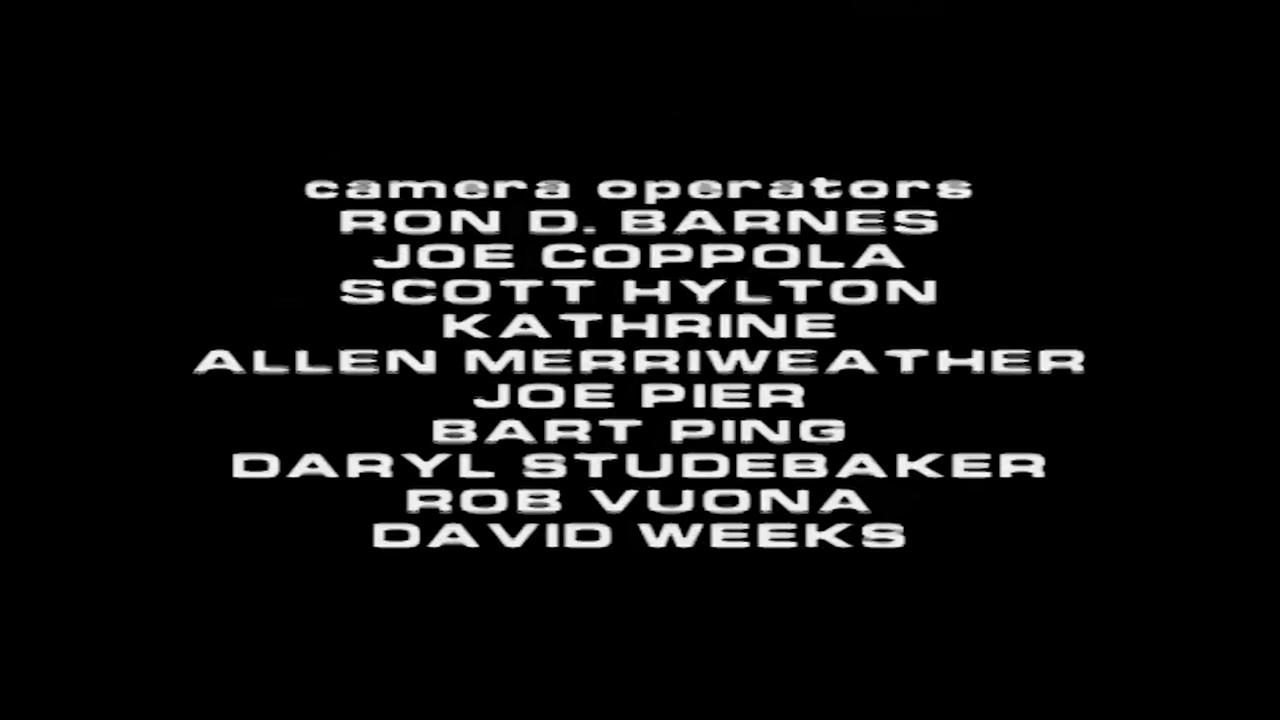 camera operators
RON D. BARNES
JOE COPPOLA
SCOTT HYLTON
KATHRINE
ALLEN MERRIWEATHER
JOE PIER
BART PING
DARYL STUDEBAKER
ROB VUONA
DAVID WEEKS